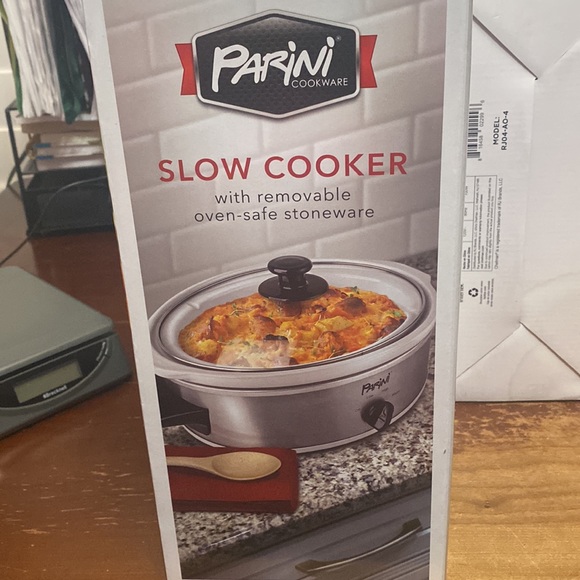 PARiNi®
COOKWARE
SLOW COOKER
with removable
oven-safe stoneware
PARiNi
MODEL:
RJ04-AO-4